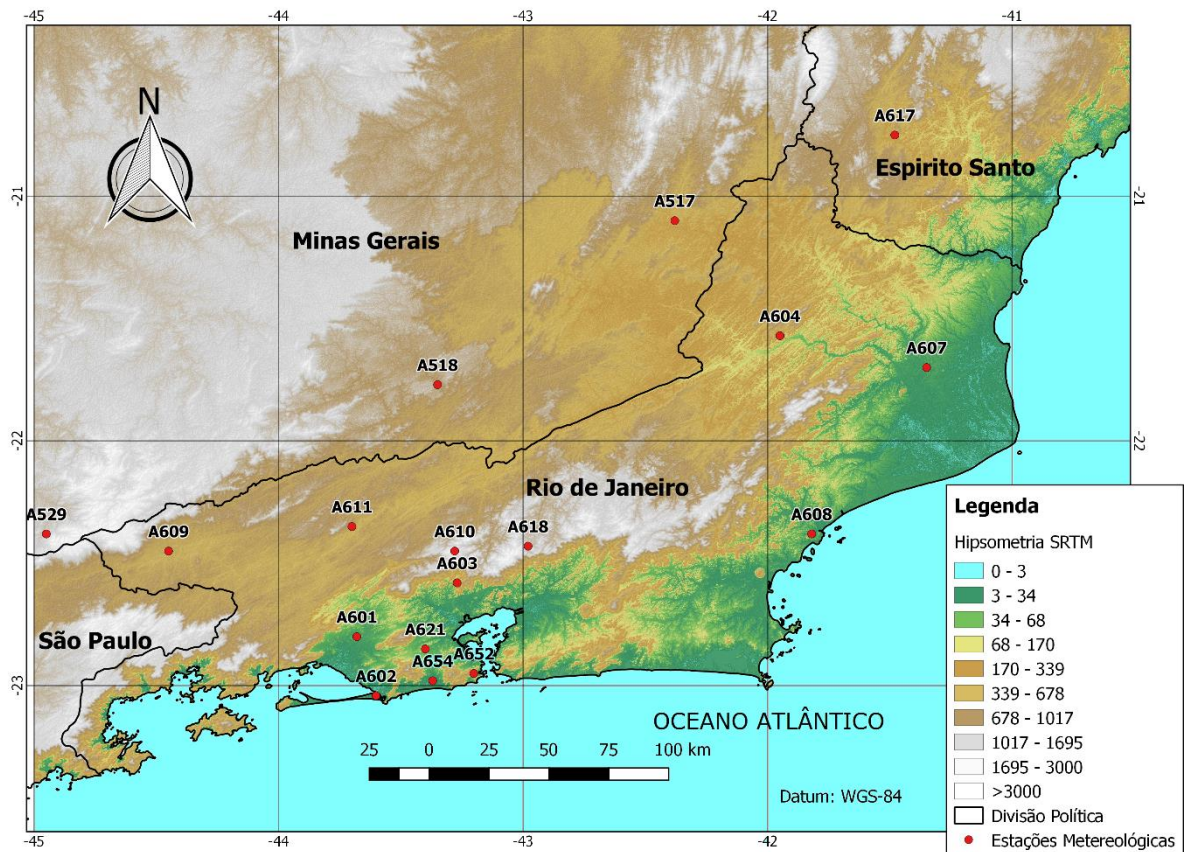 -45 -44 -43 -42 -41
N
A617
Espirito Santo
-21 -21
A517
Minas Gerais
A604
A607
A518
-22 -22
Rio de Janeiro
A529
A609
A611
A610
A618
A608
A603
A601
São Paulo
A621
A652
A654
A602
-23
OCEANO ATLÂNTICO
25 0 25 50 75 100 km
Datum: WGS-84
Legenda
Hipsometria SRTM
0 - 3
3 - 34
34 - 68
68 - 170
170 - 339
339 - 678
678 - 1017
1017 - 1695
1695 - 3000
>3000
Divisão Política
Estações Metereológicas
-45 -44 -43 -42 -41